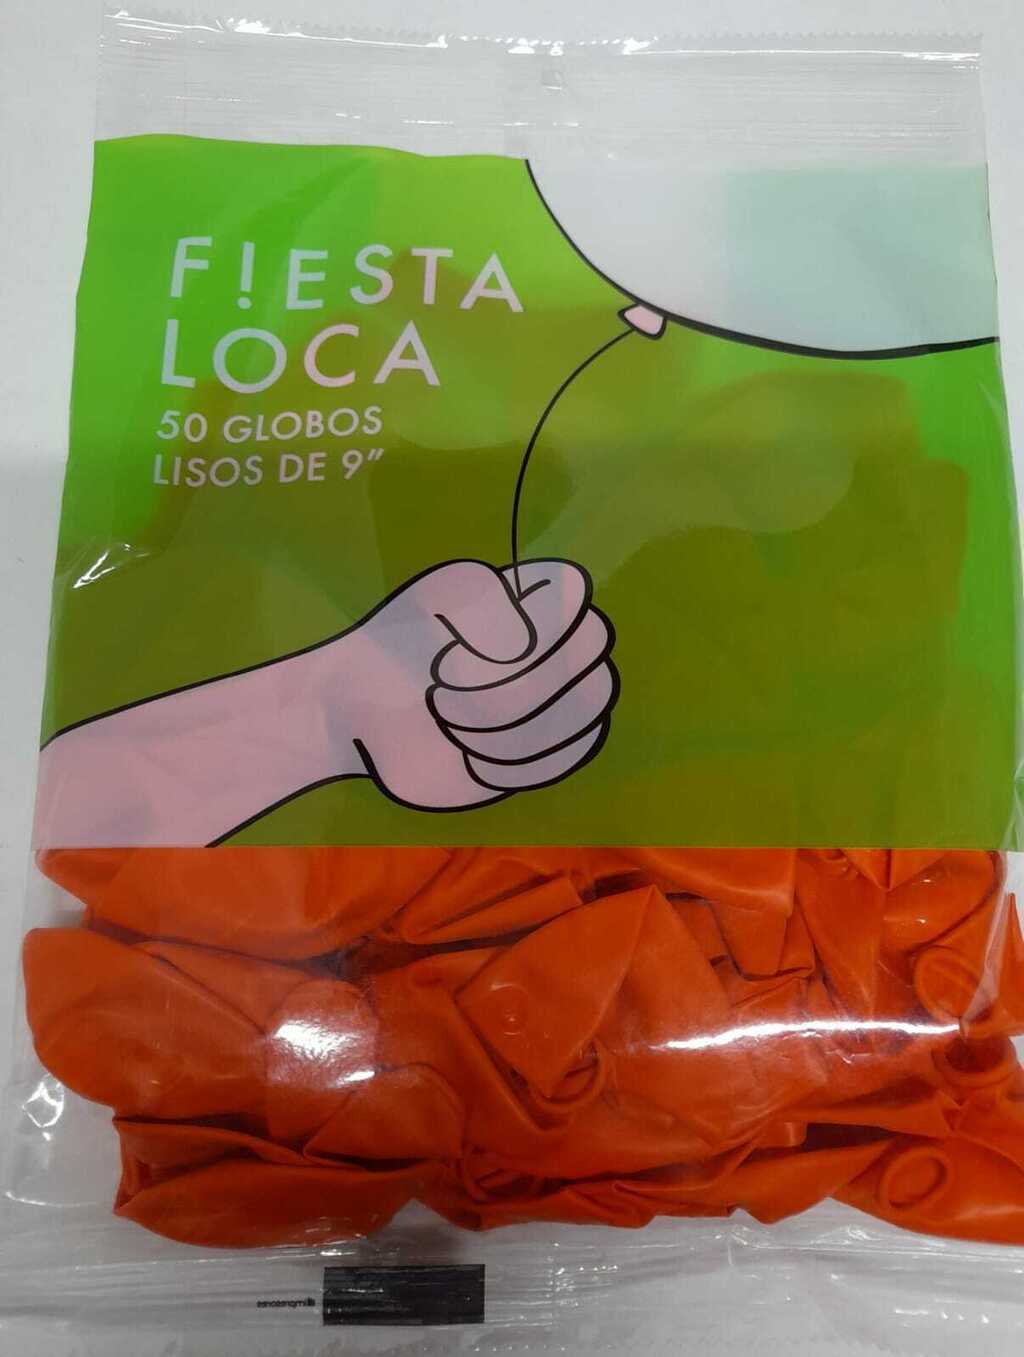 F!ESTA
LOCA
50 GLOBOS
LISOS DE 9"